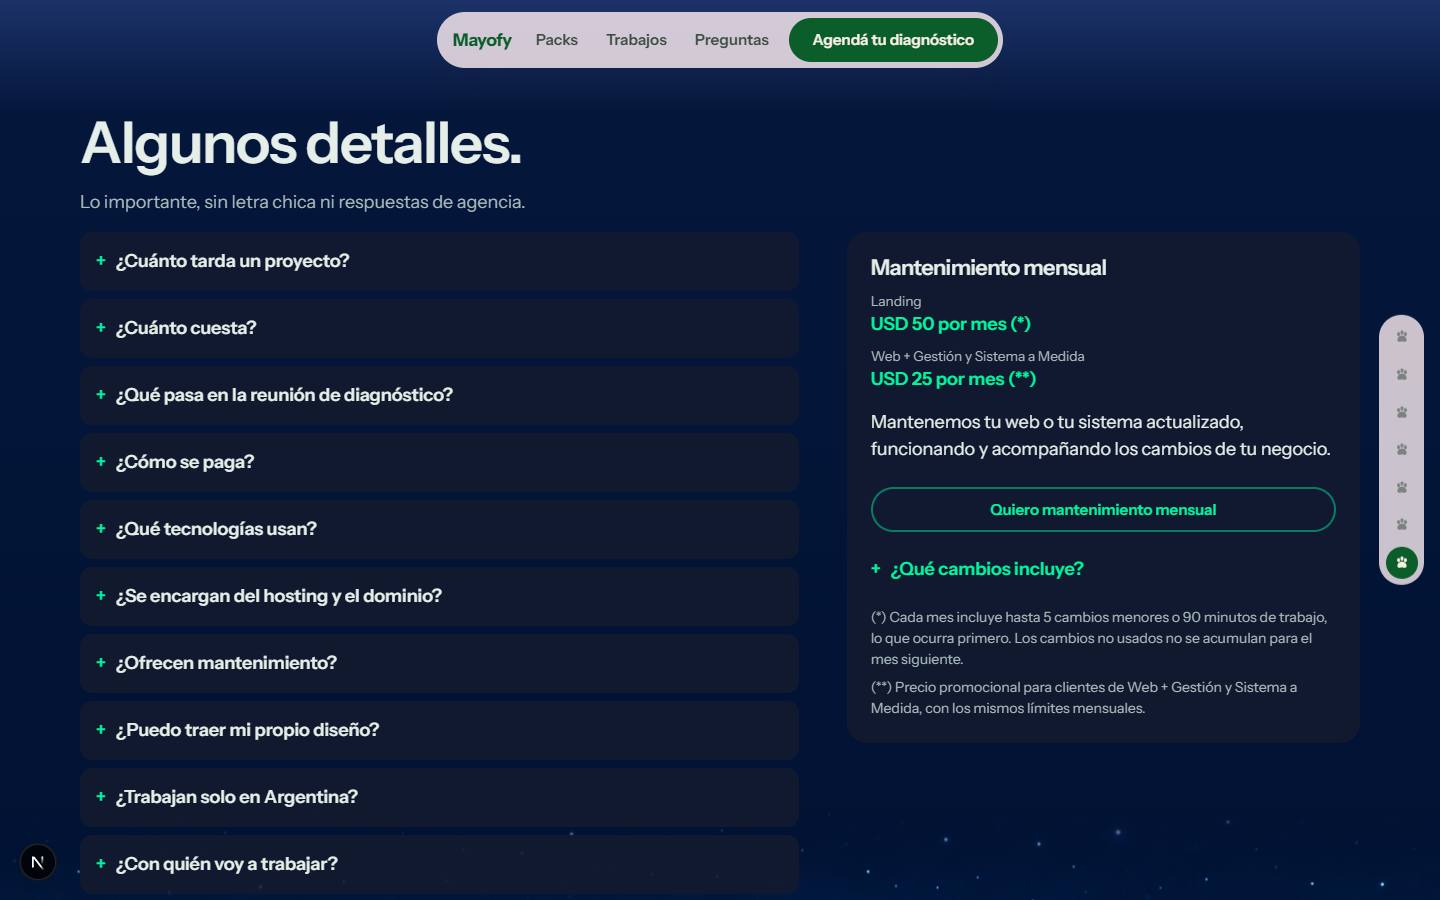 Mayofy
Packs
Trabajos
Preguntas
Agendá tu diagnóstico
Algunos detalles.
Lo importante, sin letra chica ni respuestas de agencia.
+ ¿Cuánto tarda un proyecto?
+ ¿Cuánto cuesta?
+ ¿Qué pasa en la reunión de diagnóstico?
+ ¿Cómo se paga?
+ ¿Qué tecnologías usan?
+ ¿Se encargan del hosting y el dominio?
+ ¿Ofrecen mantenimiento?
+ ¿Puedo traer mi propio diseño?
+ ¿Trabajan solo en Argentina?
+ ¿Con quién voy a trabajar?
Mantenimiento mensual
Landing
USD 50 por mes (*)
Web + Gestión y Sistema a Medida
USD 25 por mes (**)
Mantenemos tu web o tu sistema actualizado,
funcionando y acompañando los cambios de tu negocio.
Quiero mantenimiento mensual
+ ¿Qué cambios incluye?
(*) Cada mes incluye hasta 5 cambios menores o 90 minutos de trabajo,
lo que ocurra primero. Los cambios no usados no se acumulan para el
mes siguiente.
(**) Precio promocional para clientes de Web + Gestión y Sistema a
Medida, con los mismos límites mensuales.
N